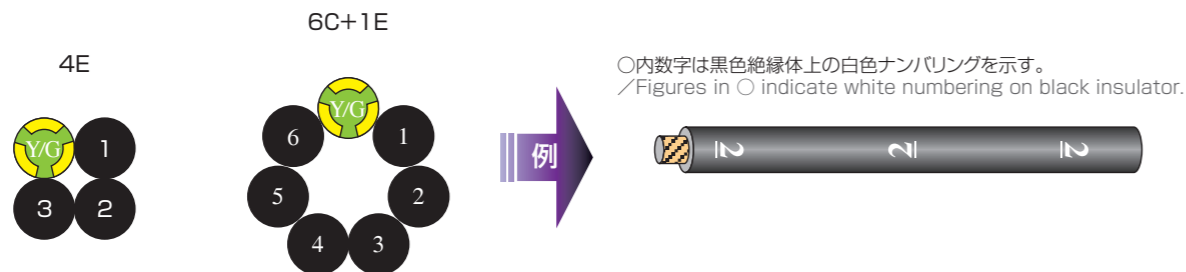 6C+1E
4E
○内数字は黒色絶縁体上の白色ナンバリングを示す。
／Figures in ○ indicate white numbering on black insulator.
Y/G
1
3
2
Y/G
6
1
5
2
4
3
例
2
2
2